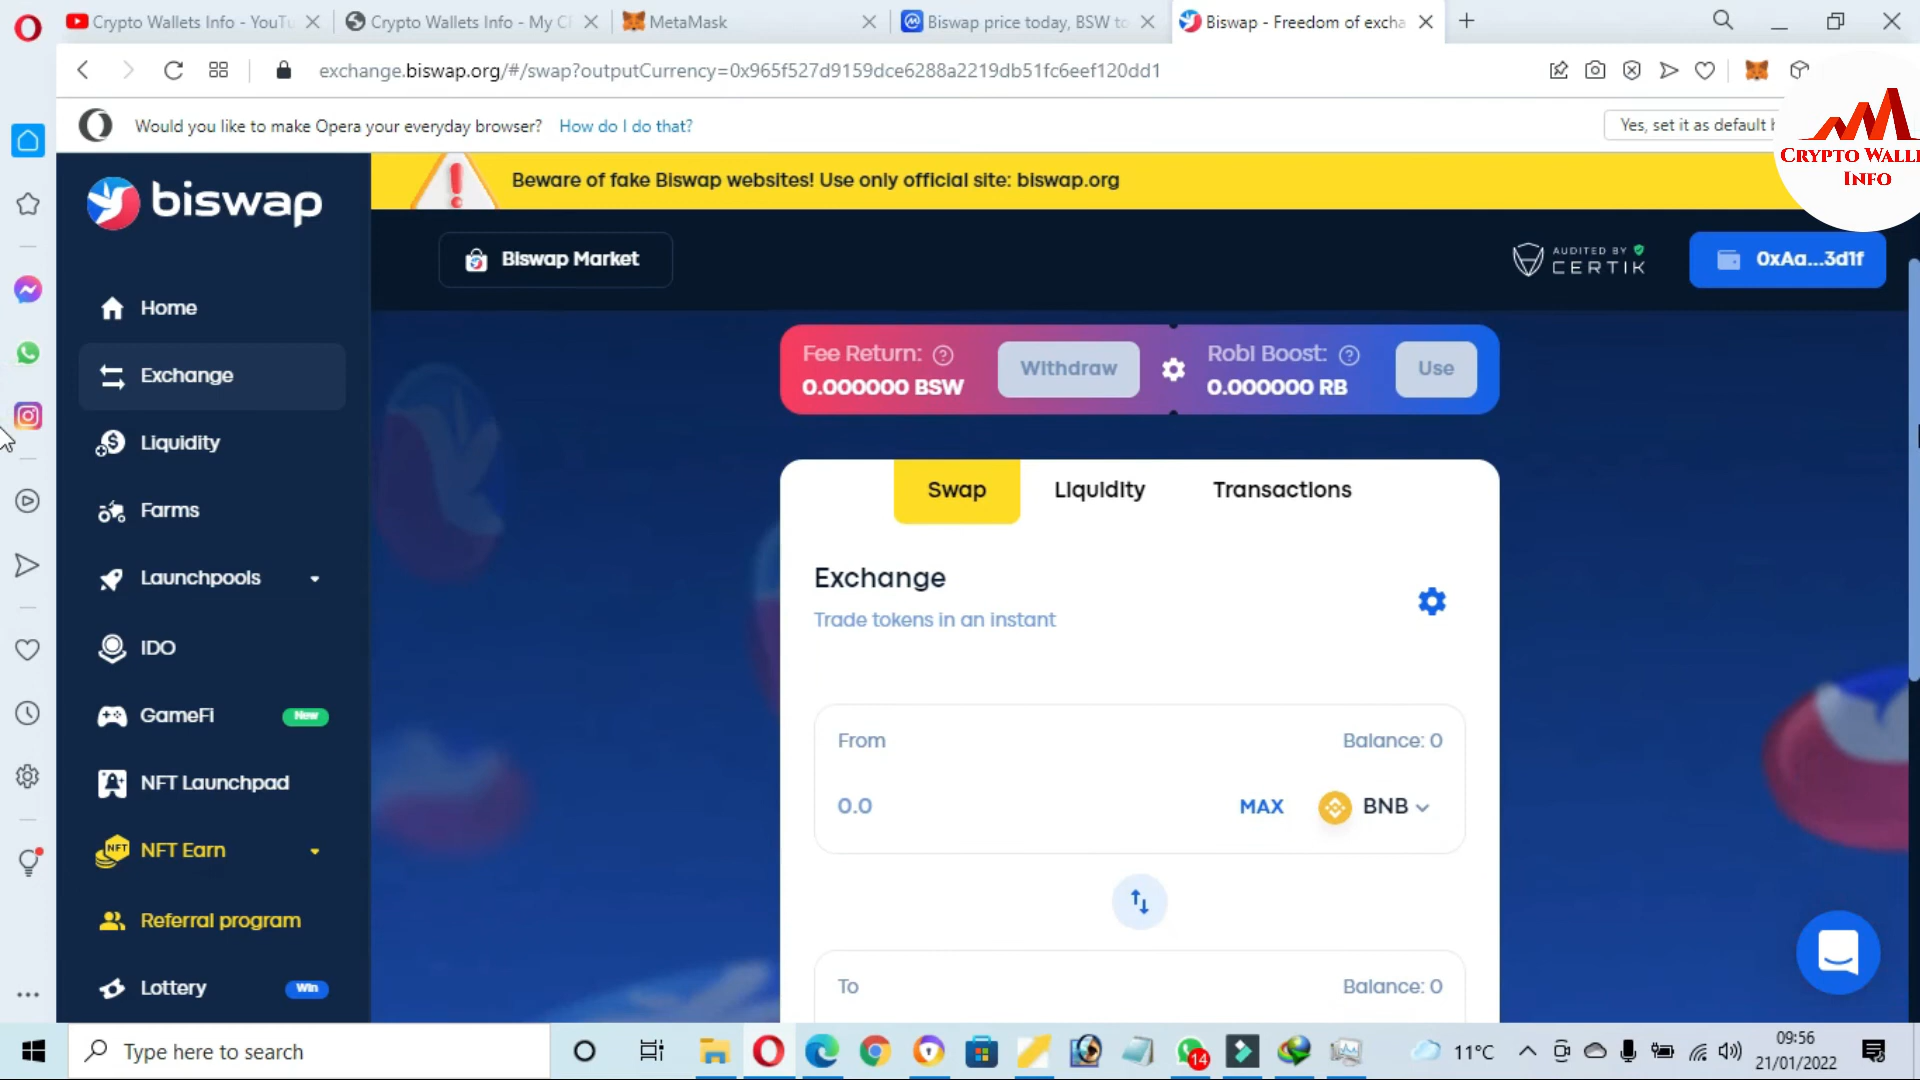 Crypto Wallets Info - YouTu
Crypto Wallets Info - My Cr
MetaMask
Biswap price today, BSW to
Biswap - Freedom of excha
exchange.biswap.org/#/swap?outputCurrency=0x965f527d9159dce6288a2219db51fc6eef120dd1
Would you like to make Opera your everyday browser? How do I do that?
Yes, set it as default b
Crypto Walle
Info
biswap
Beware of fake Biswap websites! Use only official site: biswap.org
Biswap Market
AUDITED BY
CERTIK
0xAa...3d1f
Home
Exchange
Liquidity
Farms
Launchpools
IDO
GameFi New
NFT Launchpad
NFT NFT Earn
Referral program
Lottery Win
Fee Return: ?
0.000000 BSW
Withdraw
Robi Boost: ?
0.000000 RB
Use
Swap Liquidity Transactions
Exchange
Trade tokens in an instant
From Balance: 0
0.0 MAX BNB
To Balance: 0
Type here to search
14
11°C
09:56
21/01/2022